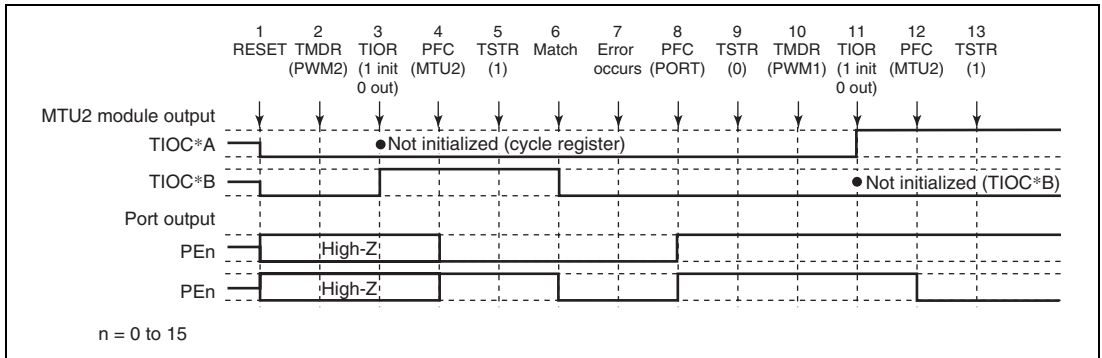 1 2 3 4 5 6 7 8 9 10 11 12 13
RESET TMDR TIOR PFC TSTR Match Error PFC TSTR TMDR TIOR PFC TSTR
(PWM2) (1 init (MTU2) (1) occurs (PORT) (0) (PWM1) (1 init (MTU2) (1)
0 out) 0 out)
MTU2 module output
TIOC*A ●Not initialized (cycle register)
TIOC*B ● Not initialized (TIOC*B)
Port output
PEn High-Z
PEn High-Z
n = 0 to 15